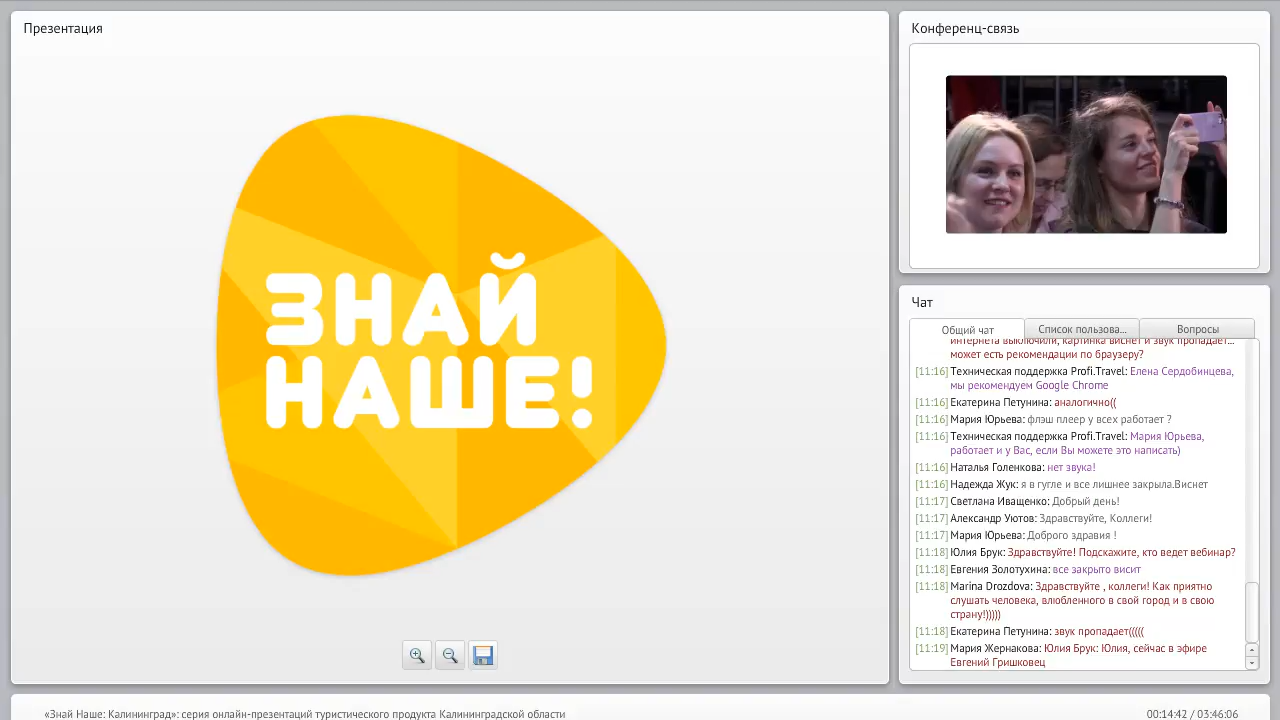 Презентация
ЗНАЙ
НАШЕ!
Конференц-связь
Чат
Общий чат
Список пользова...
Вопросы
интернета выключили, картинка виснет и звук пропадает...
может есть рекомендации по браузеру?
[11:16] Техническая поддержка Profi.Travel: Елена Сердобинцева,
мы рекомендуем Google Chrome
[11:16] Екатерина Петунина: аналогично((
[11:16] Мария Юрьева: флэш плеер у всех работает ?
[11:16] Техническая поддержка Profi.Travel: Мария Юрьева,
работает и у Вас, если Вы можете это написать)
[11:16] Наталья Голенкова: нет звука!
[11:16] Надежда Жук: я в гугле и все лишнее закрыла.Виснет
[11:17] Светлана Иващенко: Добрый день!
[11:17] Александр Уютов: Здравствуйте, Коллеги!
[11:17] Мария Юрьева: Доброго здравия !
[11:18] Юлия Брук: Здравствуйте! Подскажите, кто ведет вебинар?
[11:18] Евгения Золотухина: все закрыто висит
[11:18] Marina Drozdova: Здравствуйте , коллеги! Как приятно
слушать человека, влюбленного в свой город и в свою
страну!)))))
[11:18] Екатерина Петунина: звук пропадает(((((
[11:19] Мария Жернакова: Юлия Брук: Юлия, сейчас в эфире
Евгений Гришковец
«Знай Наше: Калининград»: серия онлайн-презентаций туристического продукта Калининградской области
00:14:42 / 03:46:06